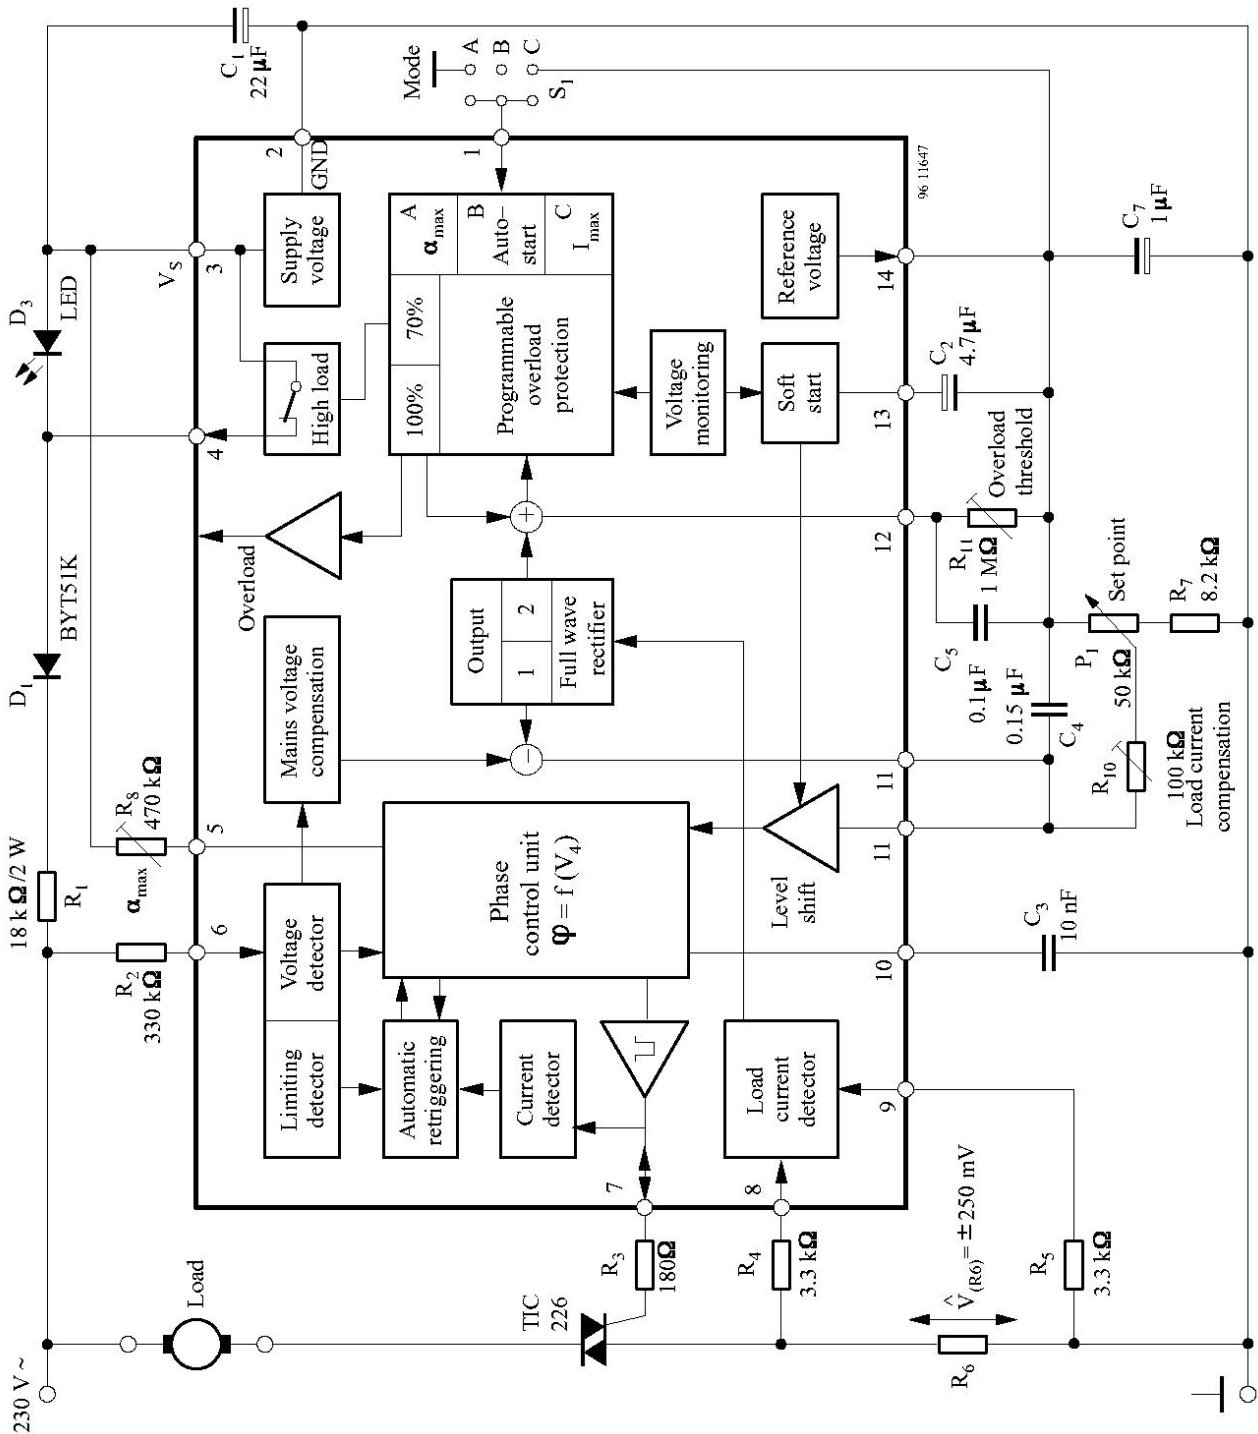 230 V ~
Load
18 kΩ/2 W
R1
D1
BYT51K
D3
LED
C1
22 µF
R2
330 kΩ
αmax
R8
470 kΩ
VS
6
5
4
3
2
GND
Limiting
detector
Voltage
detector
Mains voltage
compensation
Overload
High load
Supply
voltage
Automatic
retriggering
Phase
control unit
φ = f (V4)
100%
70%
A
αmax
Programmable
overload
protection
B
Auto–
start
C
Imax
1
Mode
A
B
C
S1
Current
detector
Output
1
2
Full wave
rectifier
–
+
TIC
226
R3
180Ω
7
Voltage
monitoring
R4
3.3 kΩ
8
Load
current
detector
Level
shift
Soft
start
Reference
voltage
9
10
11
11
12
13
14
96 11647
V̂(R6) = ± 250 mV
R6
R5
3.3 kΩ
C3
10 nF
C5
0.1µF
R11
1 MΩ
Overload
threshold
C2
4.7µF
0.15 µF
C4
R10
100 kΩ
Load current
compensation
P1
50 kΩ
Set point
R7
8.2 kΩ
C7
1µF